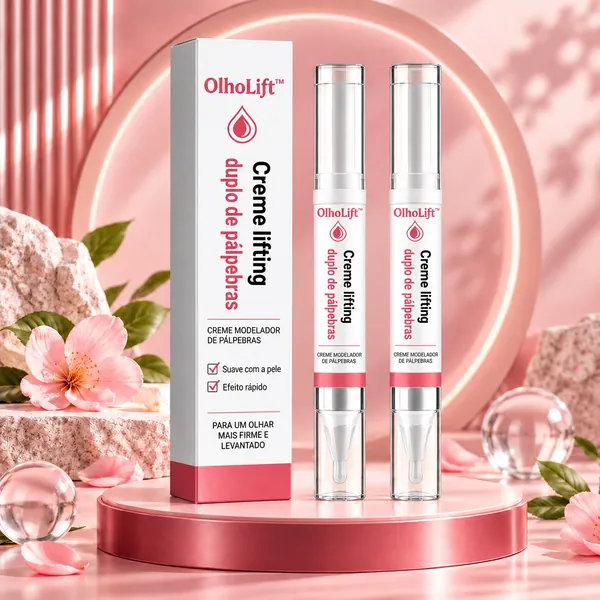 OlhoLift™
Creme lifting
duplo de pálpebras
CREME MODELADOR
DE PÁLPEBRAS
Suave com a pele
Efeito rápido
PARA UM OLHAR
MAIS FIRME E
LEVANTADO
OlhoLift™
Creme lifting
duplo de pálpebras
CREME MODELADOR
DE PÁLPEBRAS
OlhoLift™
Creme lifting
duplo de pálpebras
CREME MODELADOR
DE PÁLPEBRAS